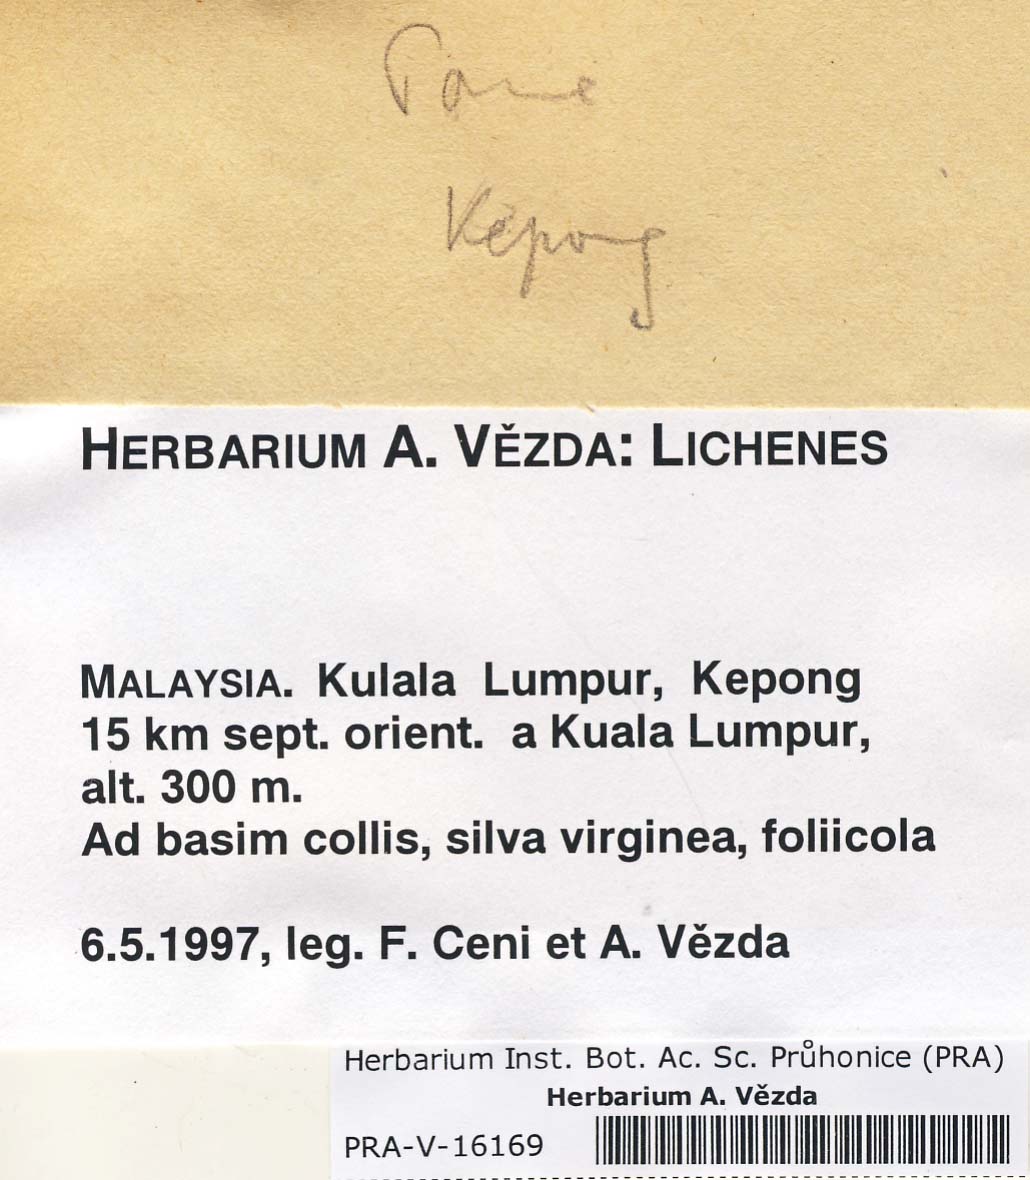 Kepong
HERBARIUM A. VĚZDA: LICHENES
MALAYSIA. Kulala Lumpur, Kepong
15 km sept. orient. a Kuala Lumpur,
alt. 300 m.
Ad basim collis, silva virginea, foliicola
6.5.1997, leg. F. Ceni et A. Vězda
Herbarium Inst. Bot. Ac. Sc. Průhonice (PRA)
Herbarium A. Vězda
PRA-V-16169